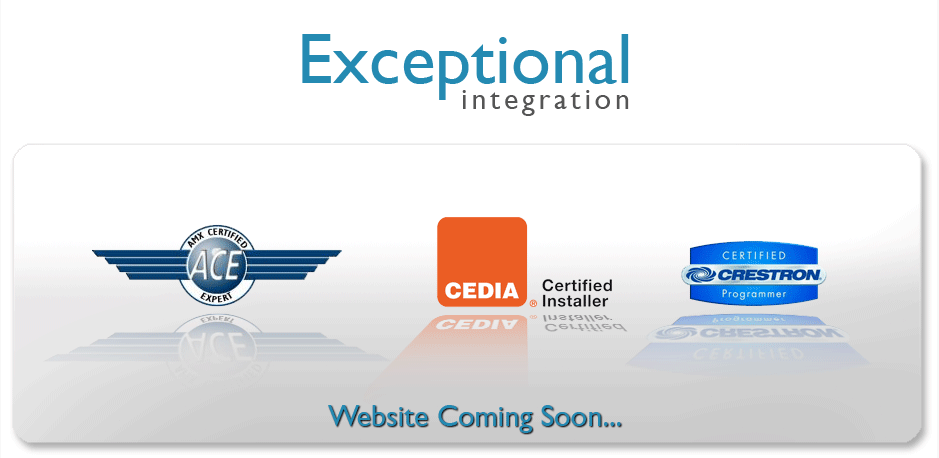 Exceptional
integration
AMX CERTIFIED
ACE
EXPERT
CEDIA®
Certified
Installer
CERTIFIED
CRESTRON
Programmer
Website Coming Soon...